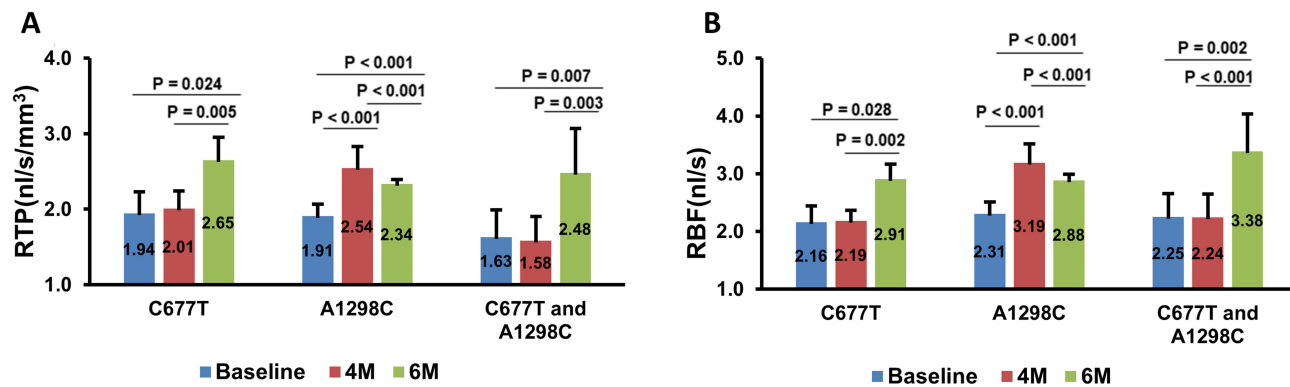 A
RTP(nl/s/mm³)
4.0
3.0
2.0
1.0
P = 0.024
P = 0.005
P < 0.001
P < 0.001
P < 0.001
P = 0.007
P = 0.003
1.94
2.01
2.65
1.91
2.54
2.34
1.63
1.58
2.48
C677T
A1298C
C677T and
A1298C
Baseline 4M 6M
B
RBF(nl/s)
5.0
4.0
3.0
2.0
1.0
P = 0.028
P = 0.002
P < 0.001
P < 0.001
P < 0.001
P = 0.002
P < 0.001
2.16
2.19
2.91
2.31
3.19
2.88
2.25
2.24
3.38
C677T
A1298C
C677T and
A1298C
Baseline 4M 6M